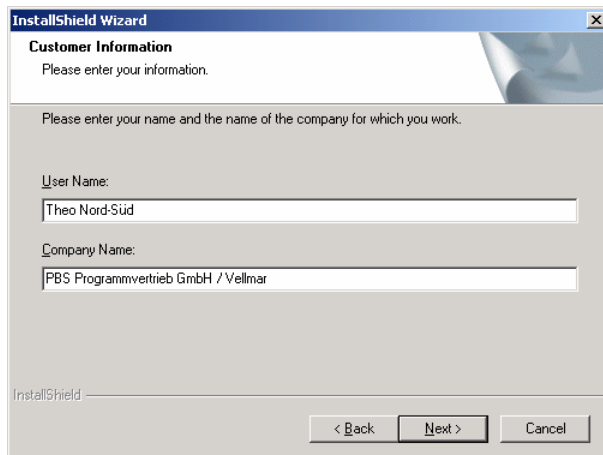 InstallShield Wizard
Customer Information
Please enter your information.
Please enter your name and the name of the company for which you work.
User Name:
Theo Nord-Süd
Company Name:
PBS Programmvertrieb GmbH / Vellmar
InstallShield
< Back Next > Cancel